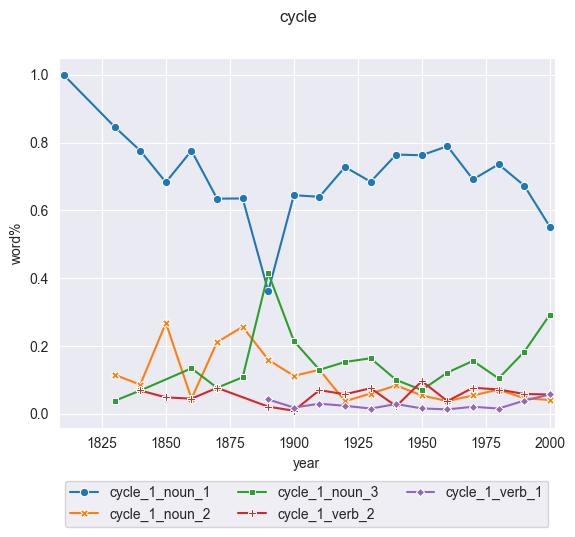 cycle
1.0
0.8
0.6
0.4
0.2
0.0
word%
1825 1850 1875 1900 1925 1950 1975 2000
year
cycle_1_noun_1 cycle_1_noun_3 cycle_1_verb_1
cycle_1_noun_2 cycle_1_verb_2